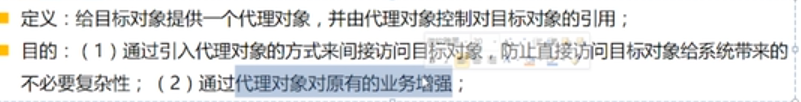 定义：给目标对象提供一个代理对象，并由代理对象控制对目标对象的引用；
目的：（1）通过引入代理对象的方式来间接访问目标对象，防止直接访问目标对象给系统带来的
不必要复杂性；（2）通过代理对象对原有的业务增强；